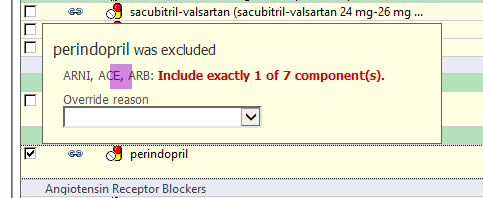 sacubitril-valsartan (sacubitril-valsartan 24 mg-26 mg ...
perindopril was excluded
ARNI, ACE, ARB: Include exactly 1 of 7 component(s).
Override reason
perindopril
Angiotensin Receptor Blockers